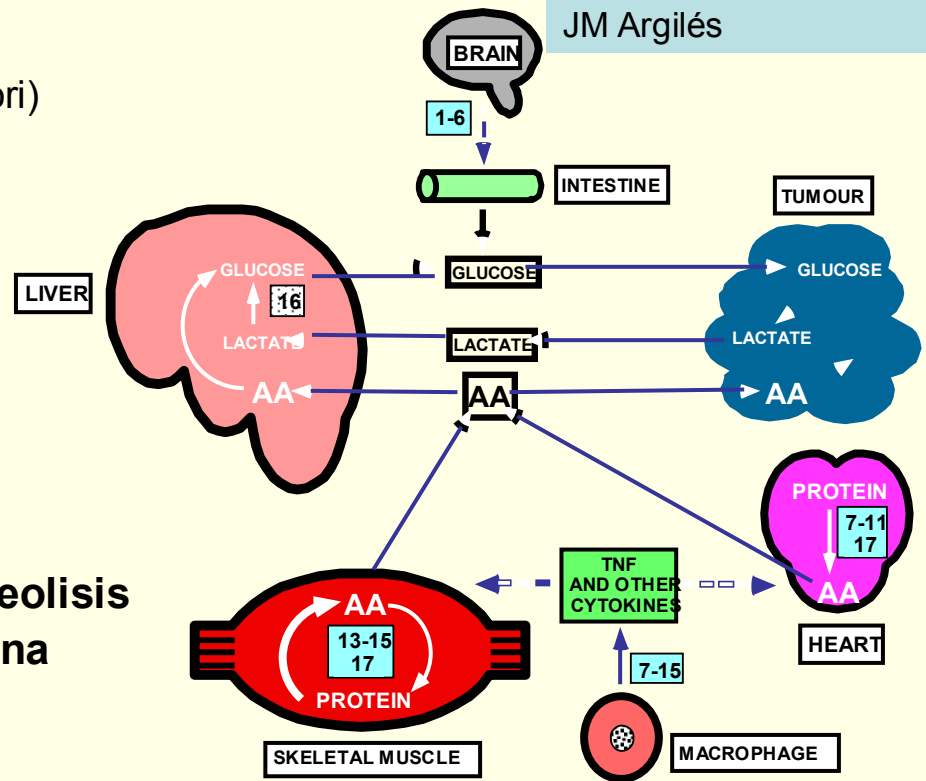 JM Argilés
ori)
BRAIN
1-6
INTESTINE
TUMOUR
GLUCOSE
GLUCOSE
GLUCOSE
LIVER
16
LACTATE
LACTATE
LACTATE
AA
AA
AA
PROTEIN
7-11
17
AA
HEART
TNF
AND OTHER
CYTOKINES
eolisis
na
AA
13-15
17
PROTEIN
7-15
SKELETAL MUSCLE
MACROPHAGE